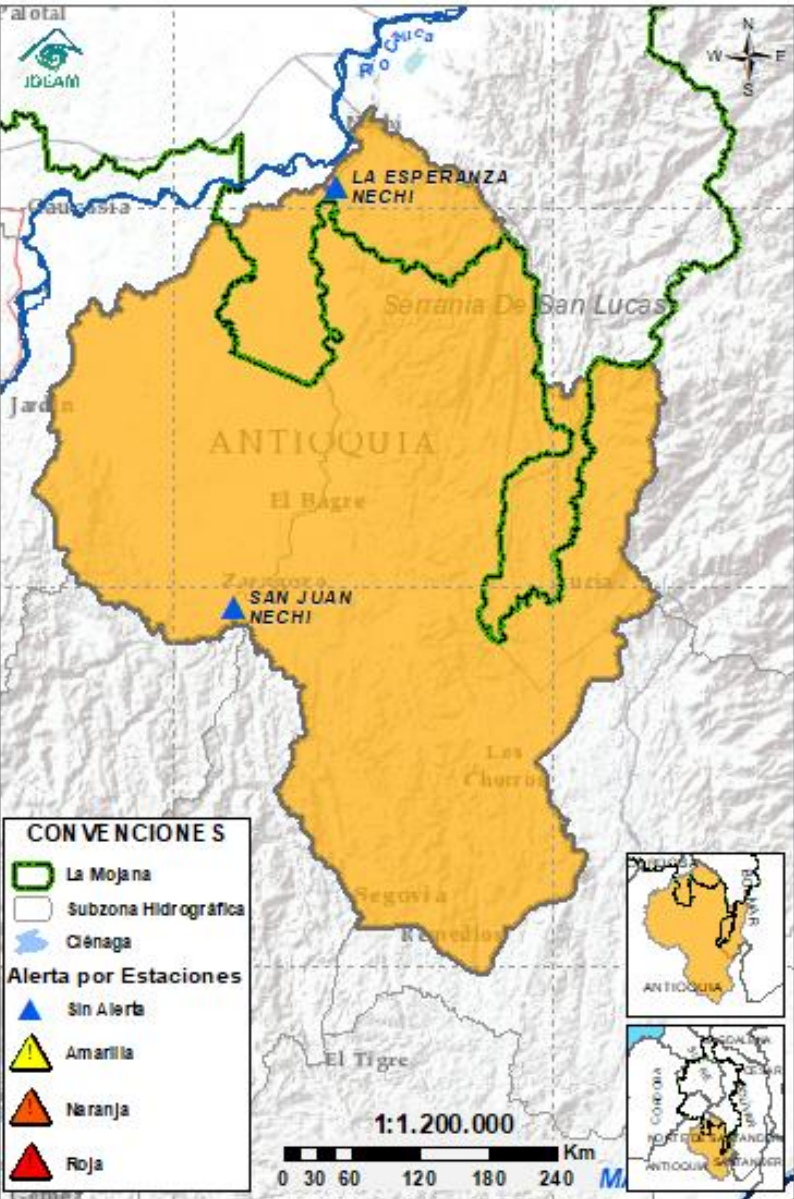 IDEAM
Río Cauca
N
W E
S
Caucasia
LA ESPERANZA
NECHI
Serrania De San Lucas
Jardín
ANTIOQUIA
El Bagre
Zaragoza
SAN JUAN
NECHI
Los
Churros
Segovia
Remedios
El Tigre
CONVENCIONES
La Mojana
Subzona Hidrográfica
Ciénaga
Alerta por Estaciones
Sin Alerta
Amarilla
Naranja
Roja
1:1.200.000
Km
0 30 60 120 180 240
BOLIVAR
ANTIOQUIA
CORDOBA
CESAR
NORTE DE SANTANDER
ANTIOQUIA
SANTANDER